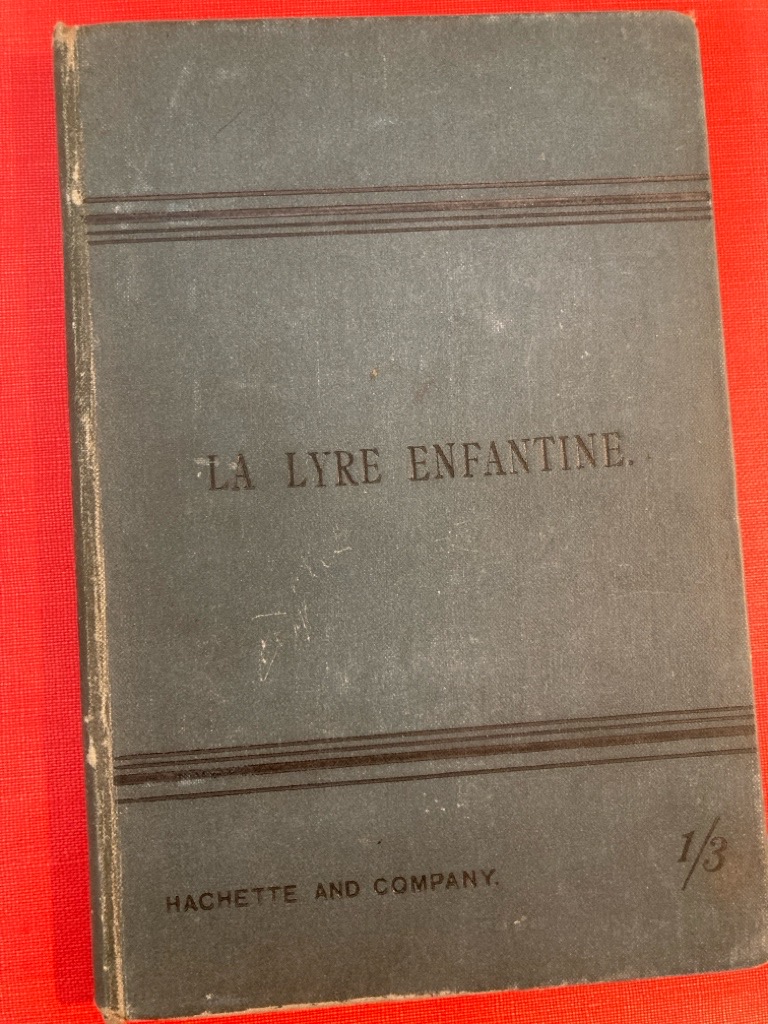 LA LYRE ENFANTINE.
HACHETTE AND COMPANY.
1/3